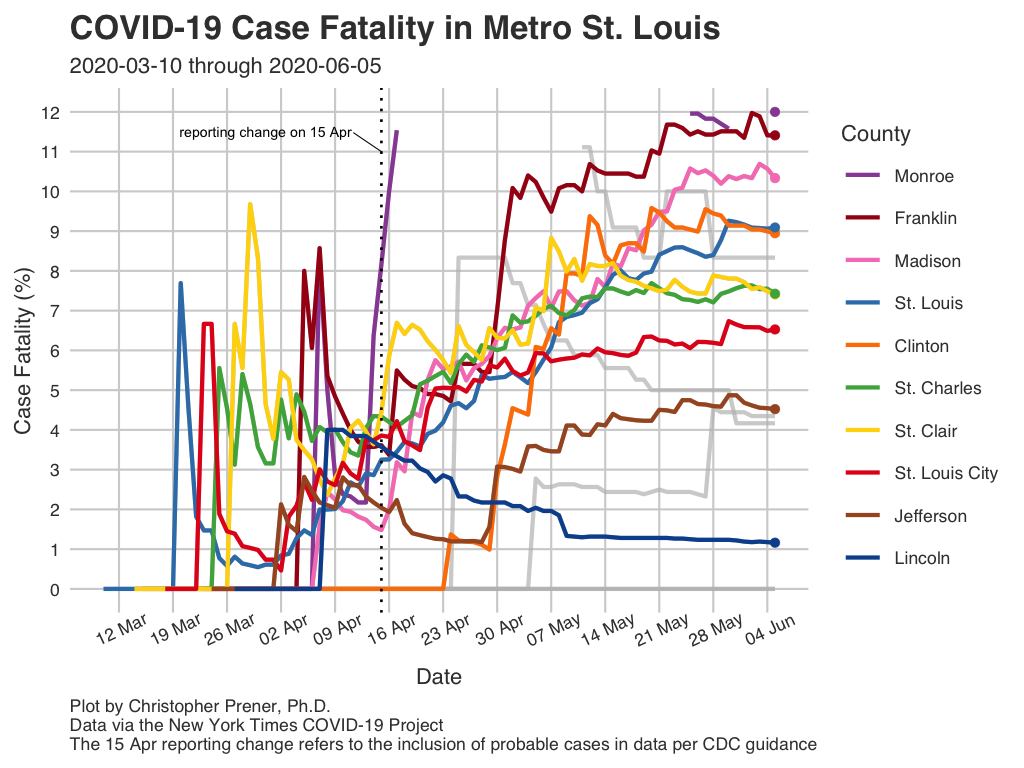 COVID-19 Case Fatality in Metro St. Louis
2020-03-10 through 2020-06-05
Case Fatality (%)
12
11
10
9
8
7
6
5
4
3
2
1
0
reporting change on 15 Apr
12 Mar
19 Mar
26 Mar
02 Apr
09 Apr
16 Apr
23 Apr
30 Apr
07 May
14 May
21 May
28 May
04 Jun
Date
County
Monroe
Franklin
Madison
St. Louis
Clinton
St. Charles
St. Clair
St. Louis City
Jefferson
Lincoln
Plot by Christopher Prener, Ph.D.
Data via the New York Times COVID-19 Project
The 15 Apr reporting change refers to the inclusion of probable cases in data per CDC guidance